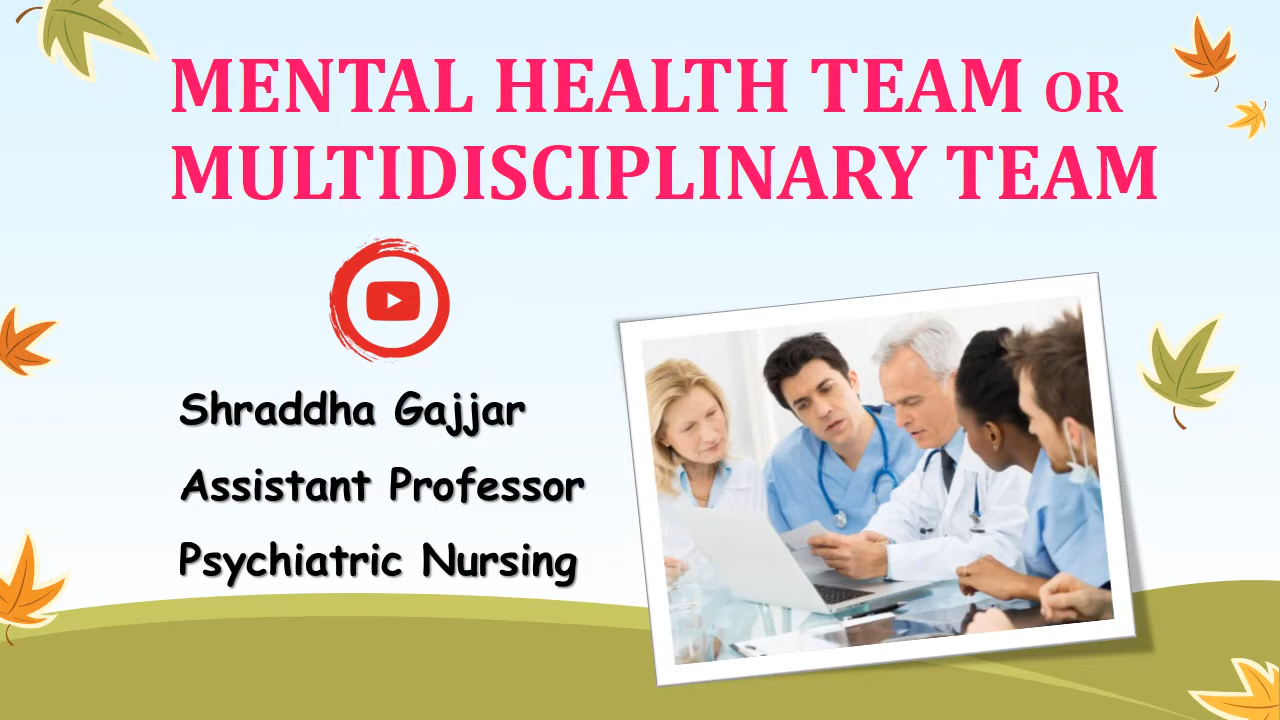 MENTAL HEALTH TEAM OR
MULTIDISCIPLINARY TEAM
Shraddha Gajjar
Assistant Professor
Psychiatric Nursing